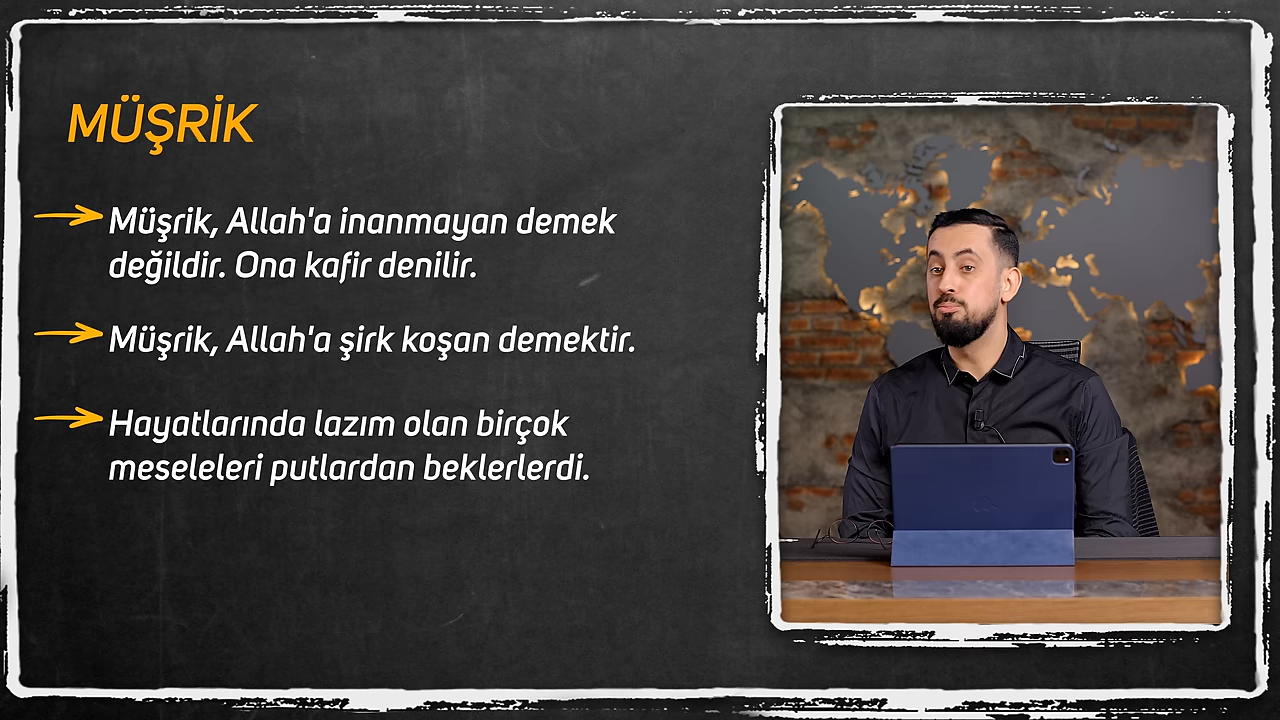 MÜŞRİK
Müşrik, Allah'a inanmayan demek
değildir. Ona kafir denilir.
Müşrik, Allah'a şirk koşan demektir.
Hayatlarında lazım olan birçok
meseleleri putlardan beklerlerdi.